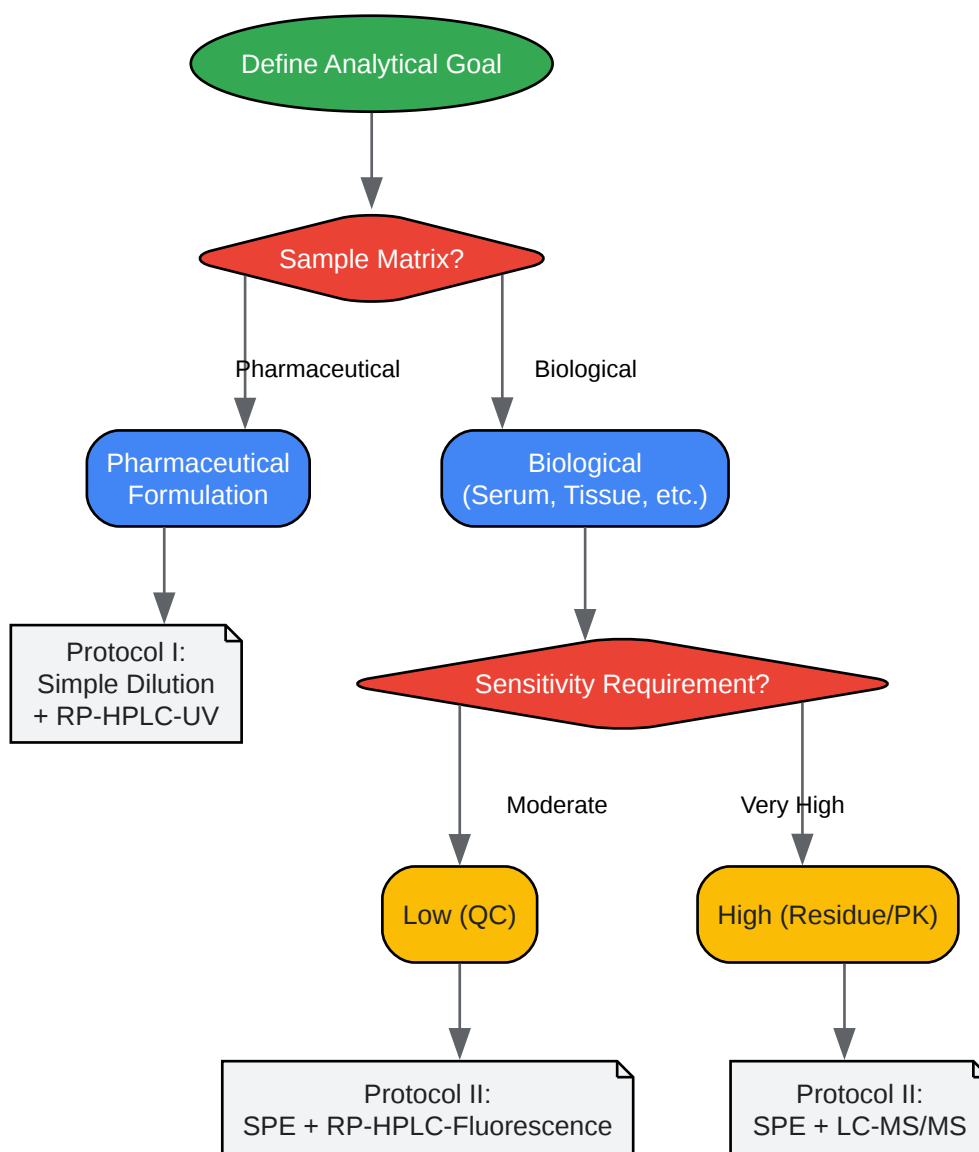 Define Analytical Goal
Sample Matrix?
Pharmaceutical
Biological
Pharmaceutical
Formulation
Biological
(Serum, Tissue, etc.)
Protocol I:
Simple Dilution
+ RP-HPLC-UV
Sensitivity Requirement?
Moderate
Very High
Low (QC)
High (Residue/PK)
Protocol II:
SPE + RP-HPLC-Fluorescence
Protocol II:
SPE + LC-MS/MS